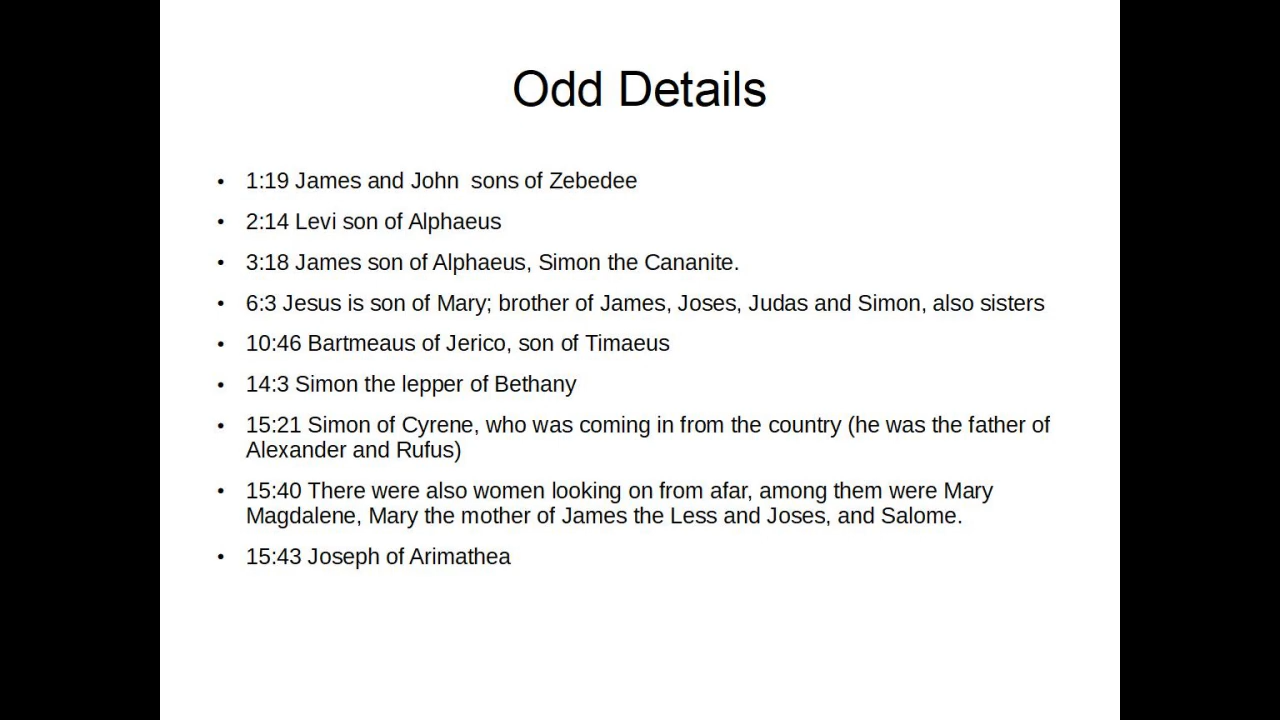 Odd Details
• 1:19 James and John  sons of Zebedee
• 2:14 Levi son of Alphaeus
• 3:18 James son of Alphaeus, Simon the Cananite.
• 6:3 Jesus is son of Mary; brother of James, Joses, Judas and Simon, also sisters
• 10:46 Bartmeaus of Jerico, son of Timaeus
• 14:3 Simon the lepper of Bethany
• 15:21 Simon of Cyrene, who was coming in from the country (he was the father of
Alexander and Rufus)
• 15:40 There were also women looking on from afar, among them were Mary
Magdalene, Mary the mother of James the Less and Joses, and Salome.
• 15:43 Joseph of Arimathea